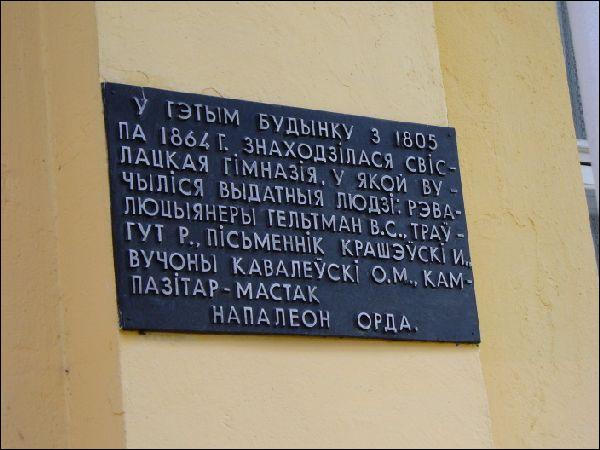 Ў ГЭТЫМ БУДЫНКУ З 1805
ПА 1864 Г. ЗНАХОДЗІЛАСЯ СВІС-
ЛАЦКАЯ ГІМНАЗІЯ, У ЯКОЙ ВУ-
ЧЫЛІСЯ ВЫДАТНЫЯ ЛЮДЗІ: РЭВА-
ЛЮЦЫЯНЕРЫ ГЕЛЬТМАН В.С., ТРАЎ-
ГУТ Р., ПІСЬМЕННІК КРАШЭЎСКІ И.,
ВУЧОНЫ КАВАЛЕЎСКІ О.М., КАМ-
ПАЗІТАР-МАСТАК
НАПАЛЕОН ОРДА.